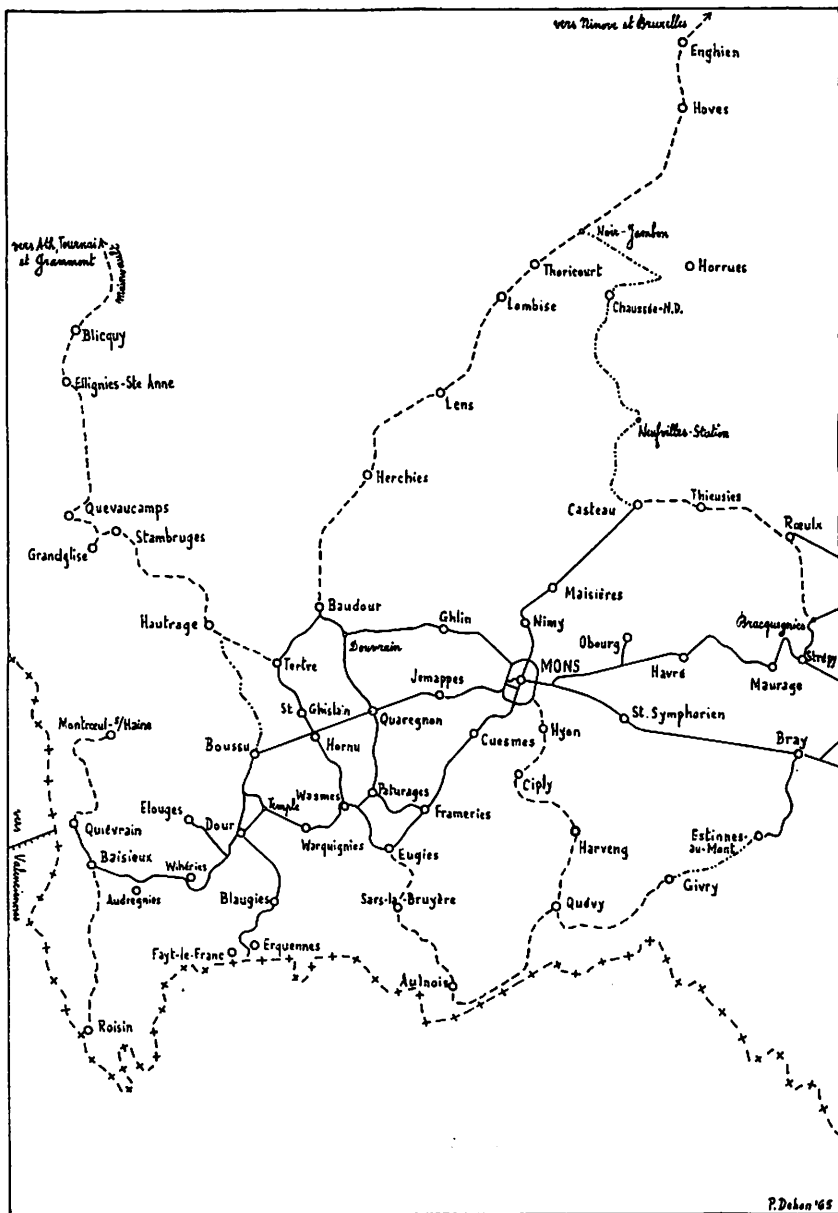 vers Ninove et Bruxelles
Enghien
Hoves
vers Ath, Tournai
et Grammont
Mainvault
Noir-Jambon
Thoricourt
Horrues
Lombise
Chaussée-N.D.
Blicquy
Ellignies-Ste Anne
Lens
Neufvilles-Station
Herchies
Quevaucamps
Casteau
Thieusies
Stambruges
Rœulx
Grandglise
Maisières
Baudour
Hautrage
Ghlin
Nimy
Bracquegnies
Douvrain
Obourg
Strépy
Tertre
MONS
Havré
Jemappes
Maurage
St Ghislain
Quaregnon
St. Symphorien
Montrœul-s/Haine
Hyon
Boussu
Hornu
Cuesmes
Bray
Ciply
Elouges
Temple
Wasmes
Paturages
Quiévrain
Dour
Frameries
vers
Valenciennes
Warquignies
Harveng
Estinnes-
au-Mont
Baisieux
Eugies
Wihéries
Audregnies
Givry
Blaugies
Sars-la-Bruyère
Quévy
Fayt-le-Franc
Erquennes
Aulnois
Roisin
P. Dehon '65